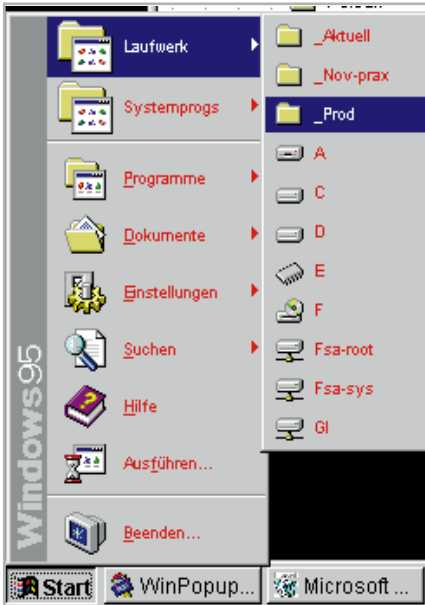 Laufwerk
Systemprogs
Programme
Dokumente
Einstellungen
Suchen
Hilfe
Ausführen...
Beenden...
Windows95
_Aktuell
_Nov-prax
_Prod
A
C
D
E
F
Fsa-root
Fsa-sys
Gl
Start
WinPopup...
Microsoft ...